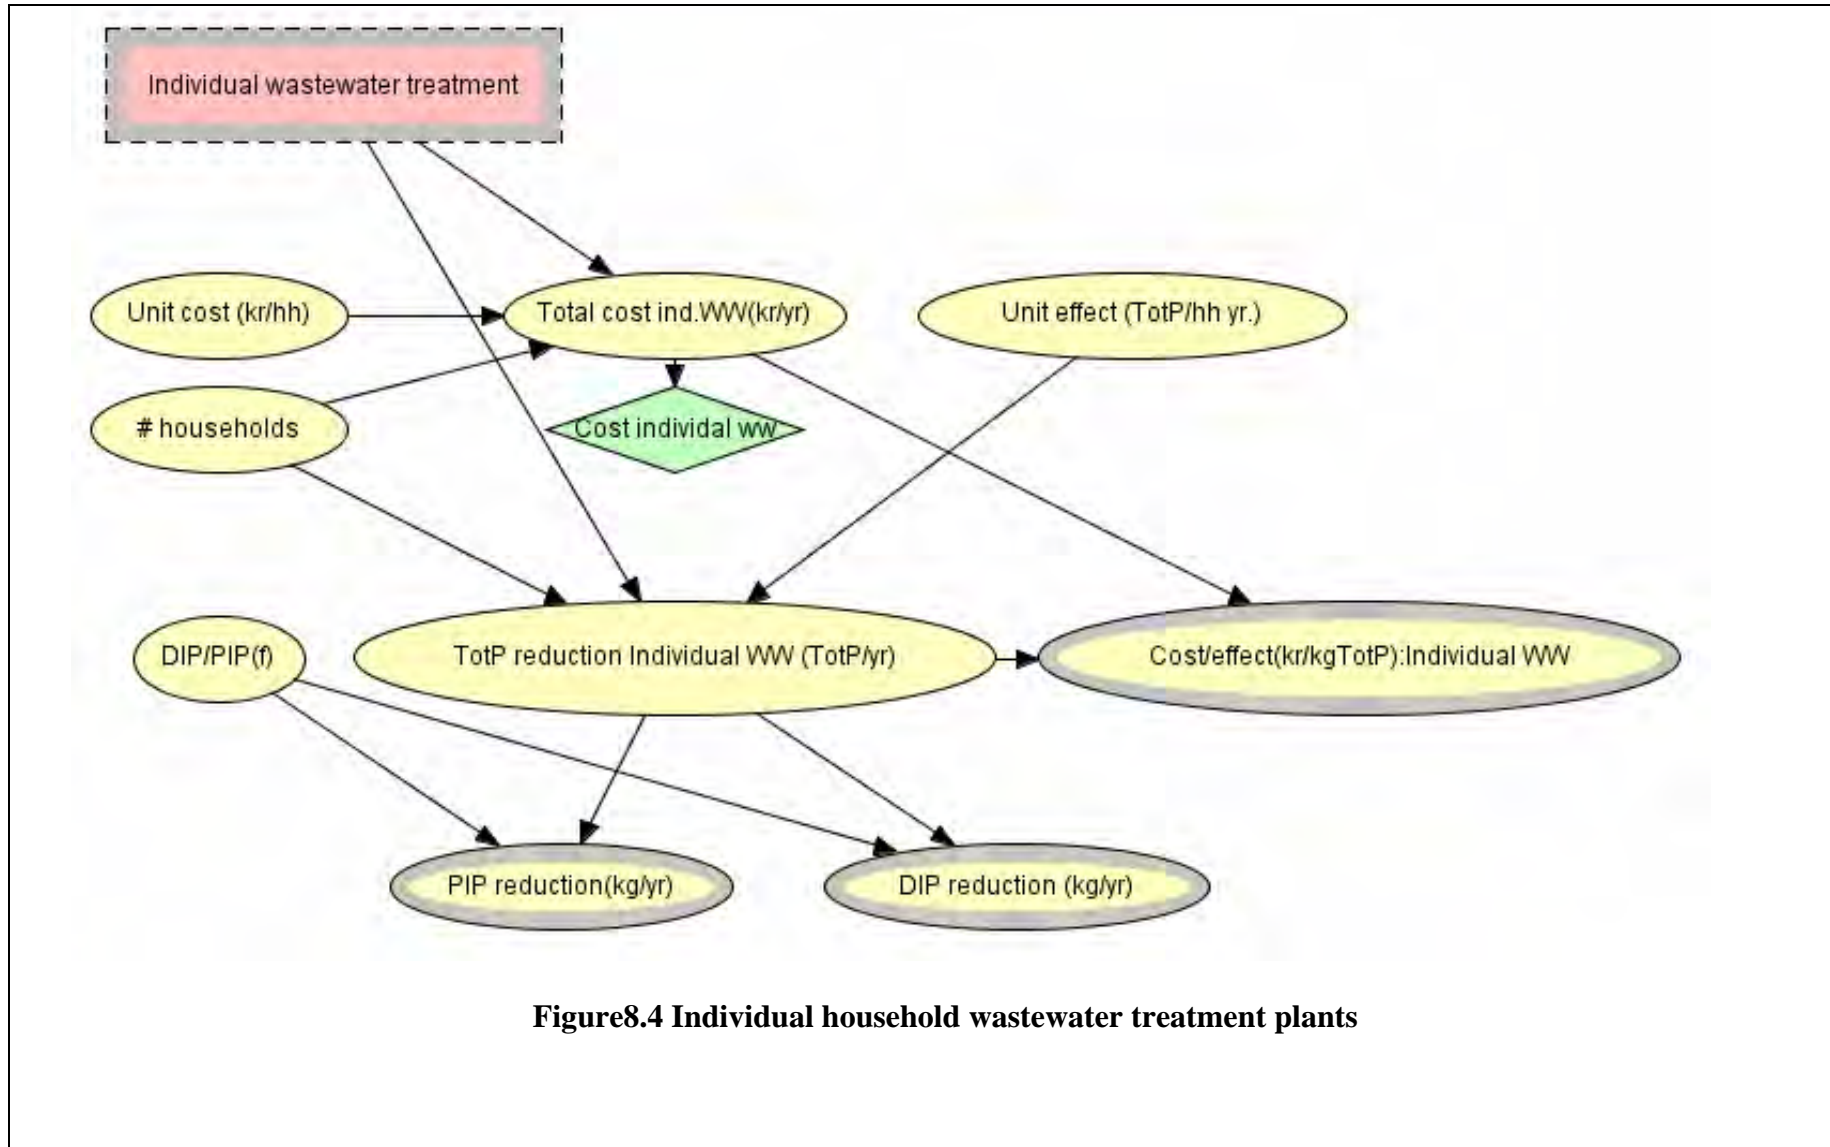 Individual wastewater treatment
Unit cost (kr/hh)
Total cost ind.WW(kr/yr)
Unit effect (TotP/hh yr.)
# households
Cost individal ww
DIP/PIP(f)
TotP reduction Individual WW (TotP/yr)
Cost/effect(kr/kgTotP):Individual WW
PIP reduction(kg/yr)
DIP reduction (kg/yr)
Figure8.4 Individual household wastewater treatment plants